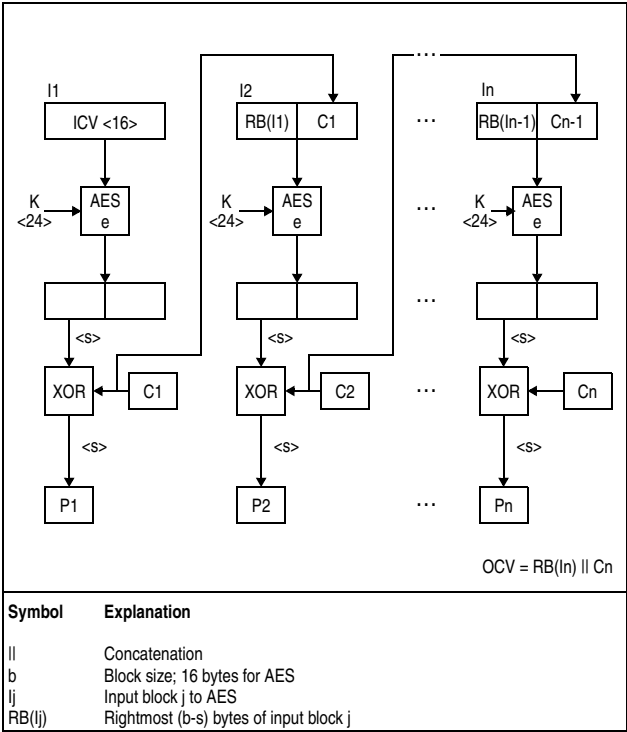 ...
I1 I2 In
ICV <16> RB(I1) C1 ... RB(In-1) Cn-1
K <24> AES e K <24> AES e ... K <24> AES e
...
<s> <s> <s>
XOR C1 XOR C2 ... XOR Cn
<s> <s> <s>
P1 P2 ... Pn
OCV = RB(In) || Cn
Symbol Explanation
|| Concatenation
b Block size; 16 bytes for AES
Ij Input block j to AES
RB(Ij) Rightmost (b-s) bytes of input block j